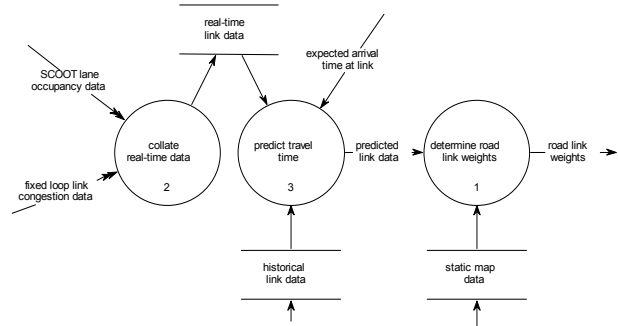 real-time
link data
expected arrival
time at link
SCOOT lane
occupancy data
collate
real-time data
2
predict travel
time
3
predicted
link data
determine road
link weights
1
road link
weights
fixed loop link
congestion data
historical
link data
static map
data